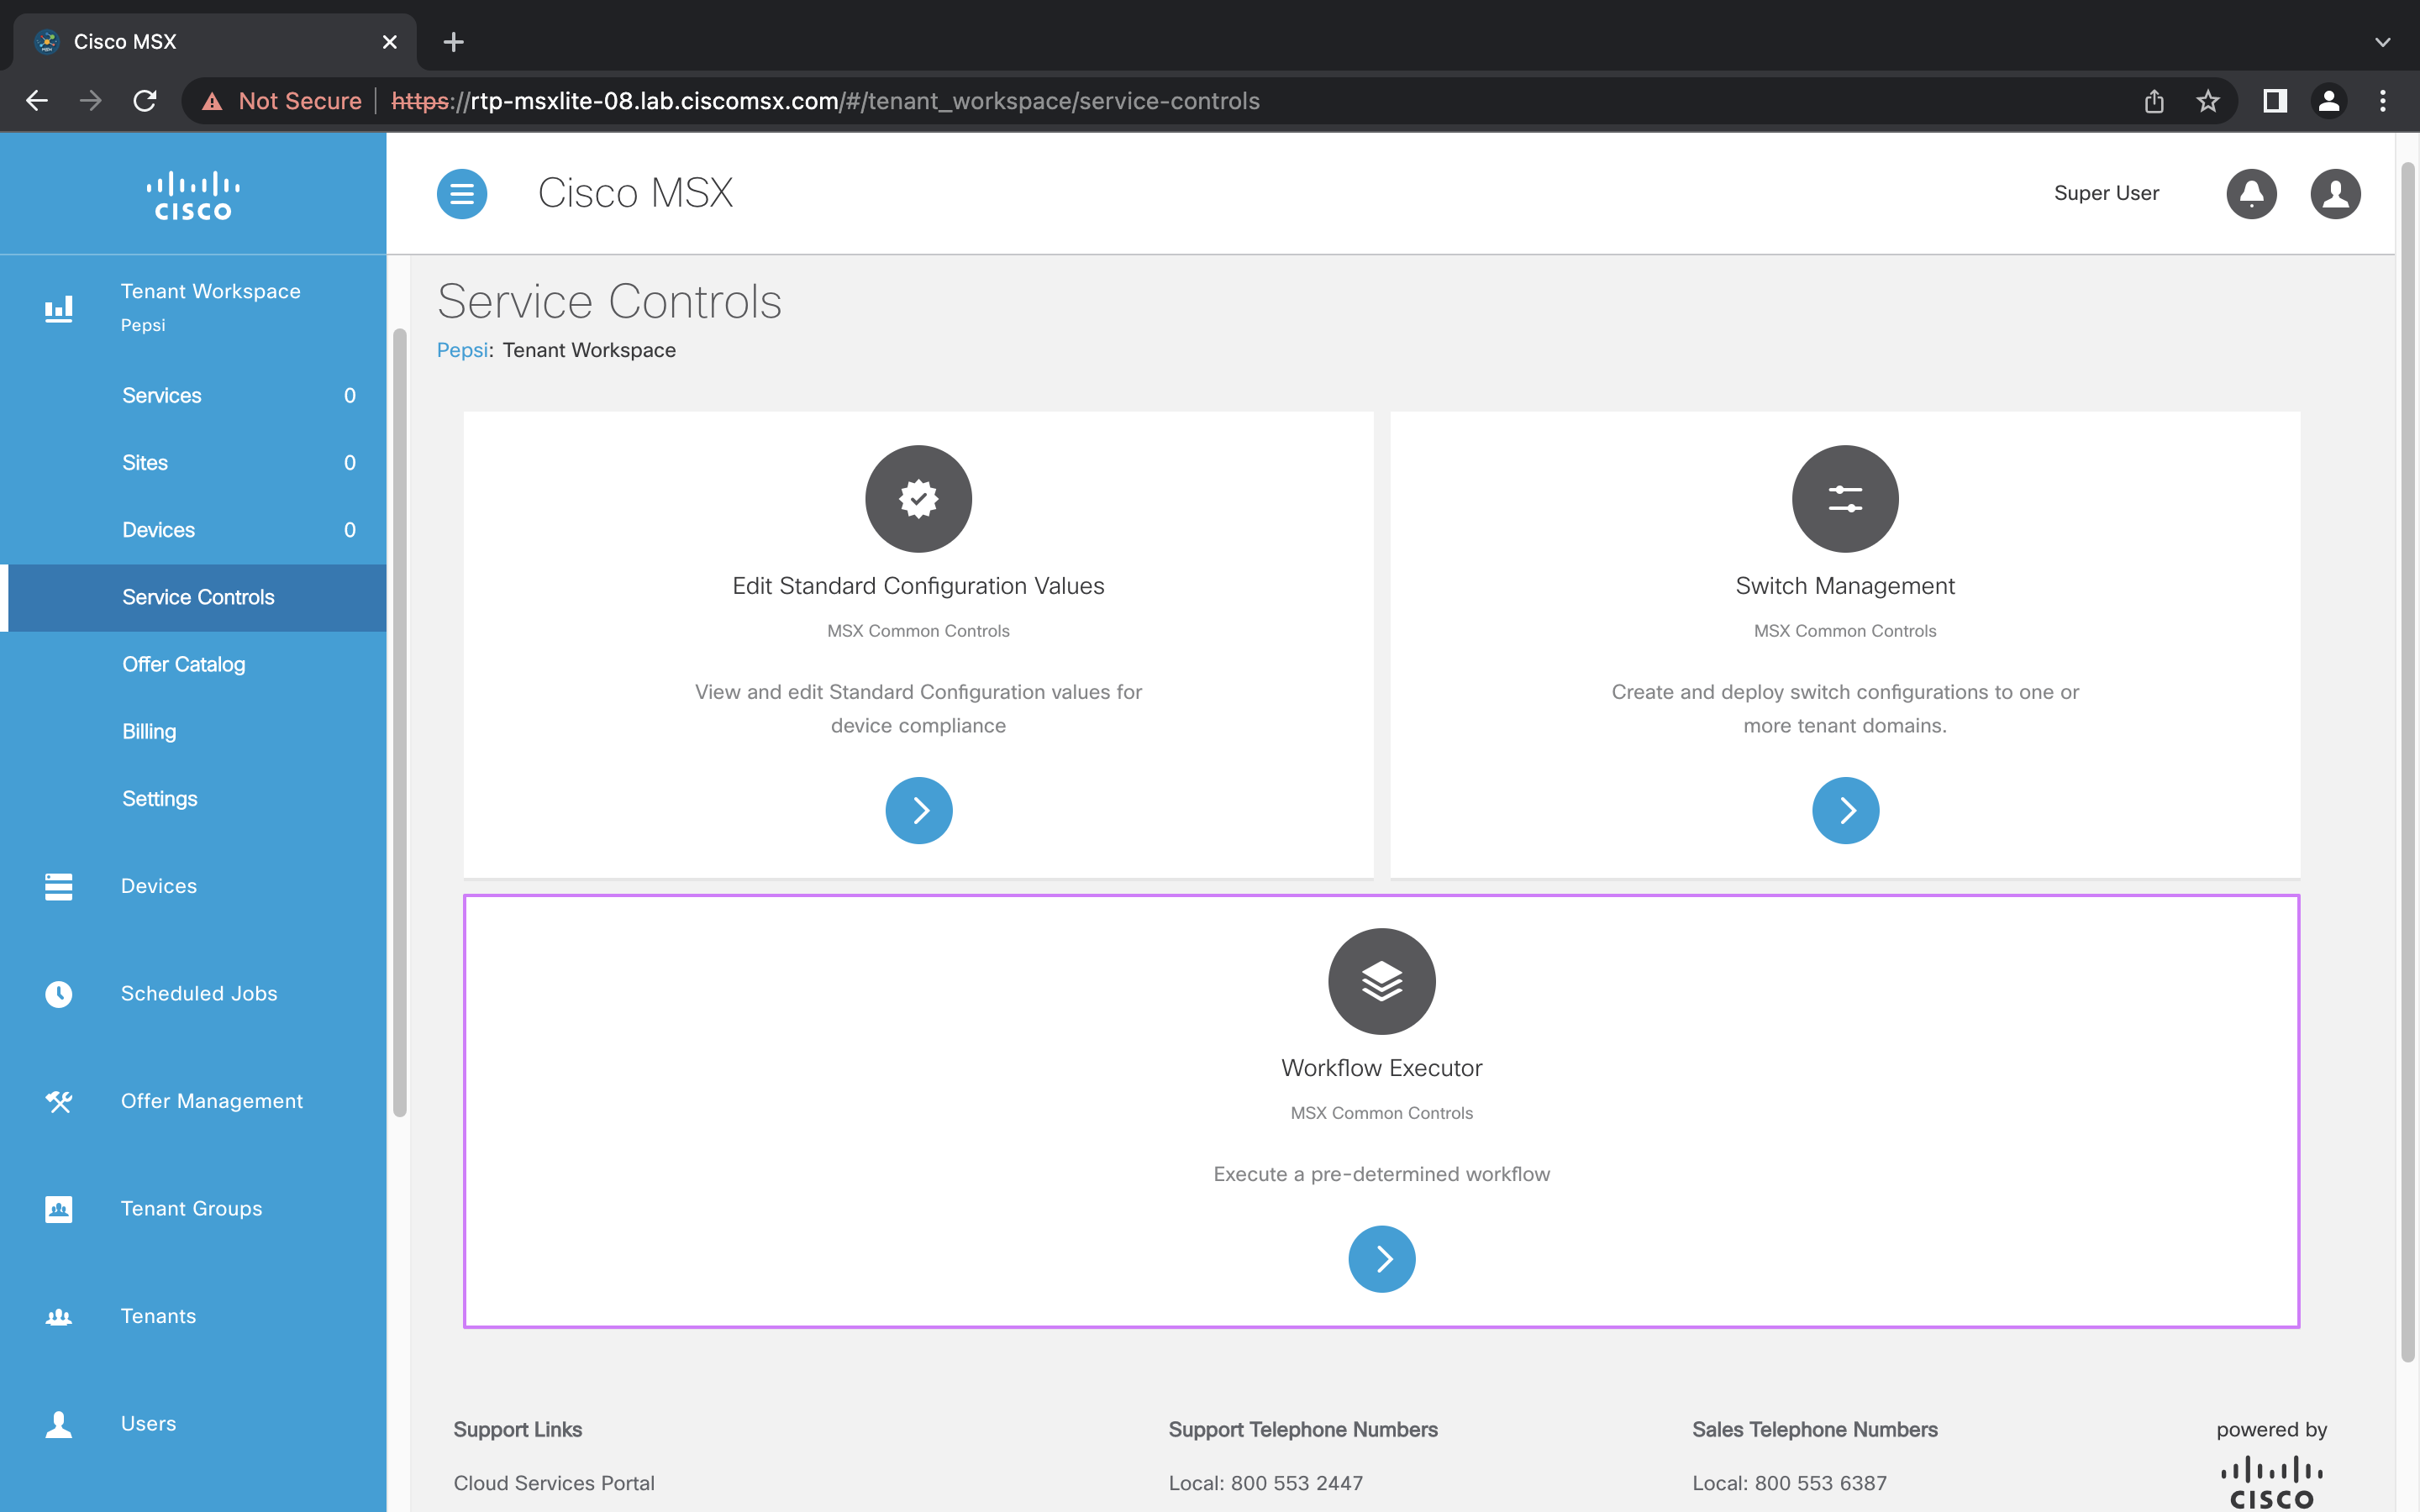 Cisco MSX
Not Secure https://rtp-msxlite-08.lab.ciscomsx.com/#/tenant_workspace/service-controls
CISCO
Cisco MSX
Super User
Tenant Workspace
Pepsi
Services 0
Sites 0
Devices 0
Service Controls
Offer Catalog
Billing
Settings
Devices
Scheduled Jobs
Offer Management
Tenant Groups
Tenants
Users
Service Controls
Pepsi: Tenant Workspace
Edit Standard Configuration Values
MSX Common Controls
View and edit Standard Configuration values for
device compliance
Switch Management
MSX Common Controls
Create and deploy switch configurations to one or
more tenant domains.
Workflow Executor
MSX Common Controls
Execute a pre-determined workflow
Support Links
Cloud Services Portal
Support Telephone Numbers
Local: 800 553 2447
Sales Telephone Numbers
Local: 800 553 6387
powered by
CISCO